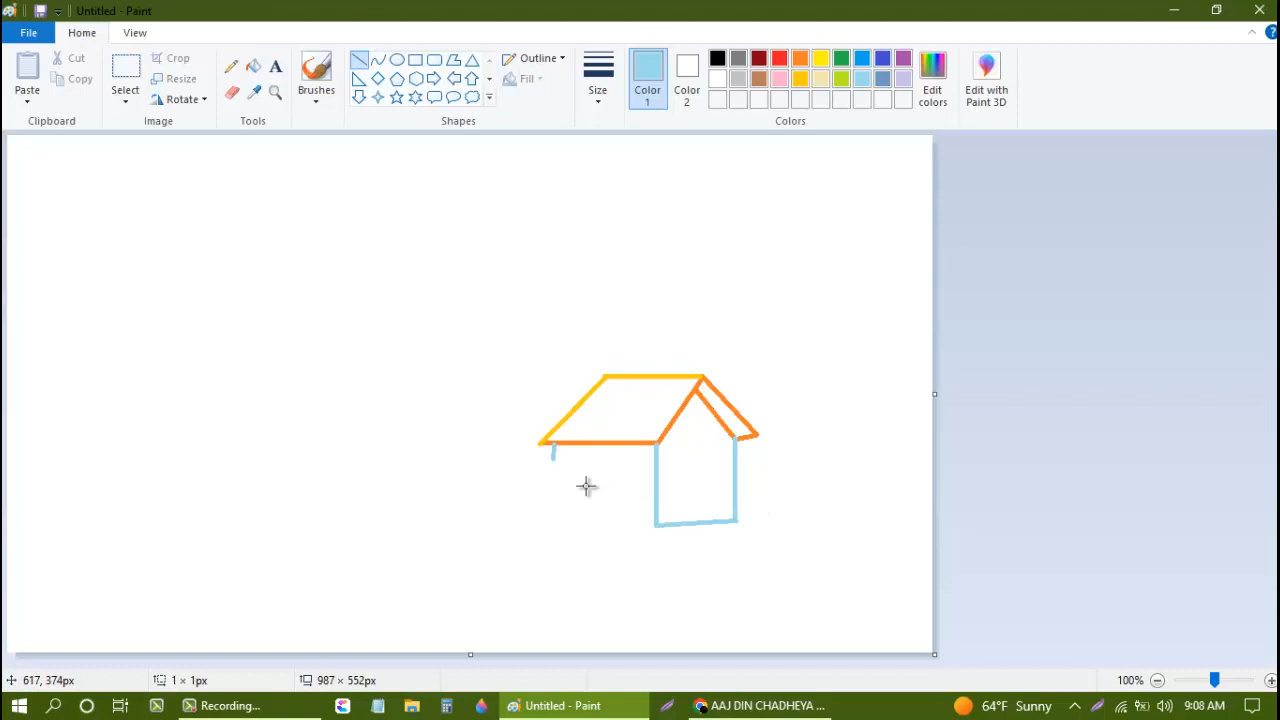 Untitled - Paint
File Home View
Paste
Cut
Copy
Clipboard
Select
Crop
Resize
Rotate
Image
A
Tools
Brushes
Outline
Fill
Shapes
Size
Color 1
Color 2
Edit colors
Colors
Edit with Paint 3D
617, 374px
1 × 1px
987 × 552px
100%
Recording...
Untitled - Paint
AAJ DIN CHADHEYA ...
64°F Sunny
9:08 AM